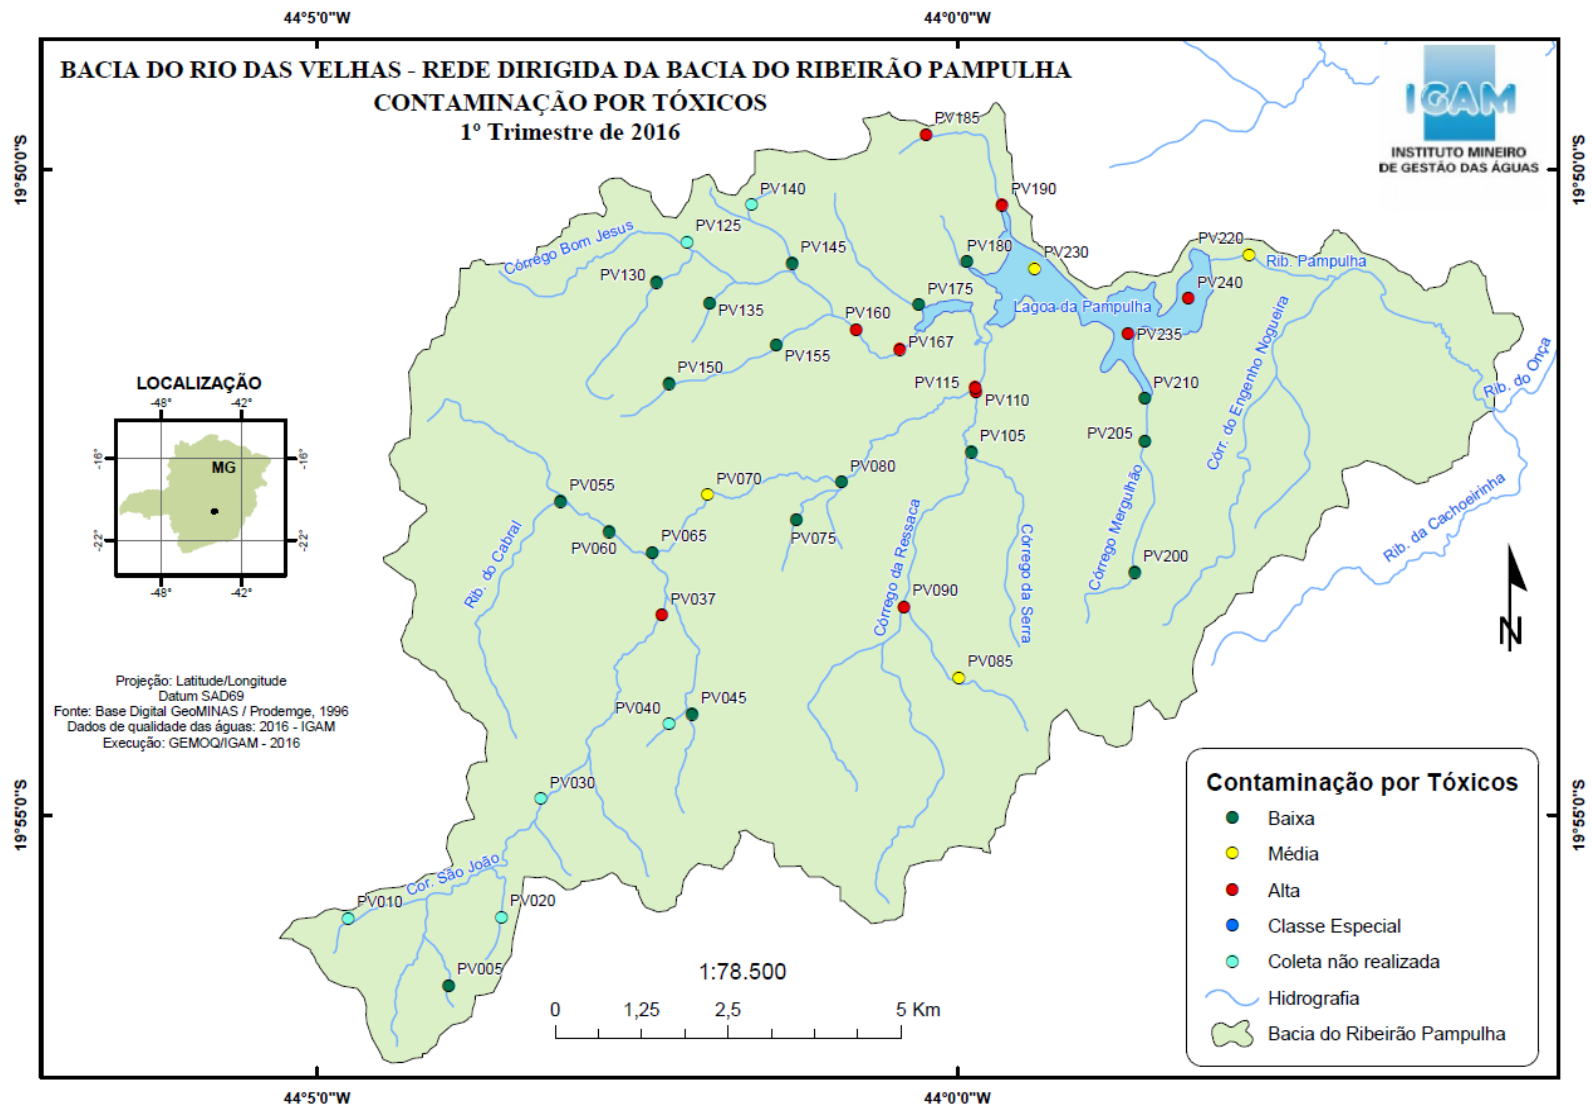 44°5'0"W
44°0'0"W
BACIA DO RIO DAS VELHAS - REDE DIRIGIDA DA BACIA DO RIBEIRÃO PAMPULHA
CONTAMINAÇÃO POR TÓXICOS
1º Trimestre de 2016
IGAM
INSTITUTO MINEIRO
DE GESTÃO DAS ÁGUAS
19°50'0"S
19°50'0"S
PV185
PV140
PV190
PV125
Córrego Bom Jesus
PV145
PV180
PV230
PV220
Rib. Pampulha
PV130
PV135
PV175
Lagoa da Pampulha
PV240
PV160
PV235
PV155
PV167
PV150
PV115
PV110
PV210
Córr. do Engenho Nogueira
Rib. do Onça
PV105
PV205
LOCALIZAÇÃO
-48°
-42°
-16°
-16°
MG
-22°
-22°
-48°
-42°
PV055
PV070
PV080
PV060
PV065
PV075
Rib. do Cabral
Córrego da Ressaca
Córrego da Serra
Córrego Mergulhão
Rib. da Cachoeirinha
PV200
PV037
PV090
N
PV085
PV040
PV045
Projeção: Latitude/Longitude
Datum SAD69
Fonte: Base Digital GeoMINAS / Prodemge, 1996
Dados de qualidade das águas: 2016 - IGAM
Execução: GEMOQ/IGAM - 2016
PV030
19°55'0"S
19°55'0"S
Cor. São João
PV010
PV020
PV005
1:78.500
0
1,25
2,5
5 Km
Contaminação por Tóxicos
Baixa
Média
Alta
Classe Especial
Coleta não realizada
Hidrografia
Bacia do Ribeirão Pampulha
44°5'0"W
44°0'0"W